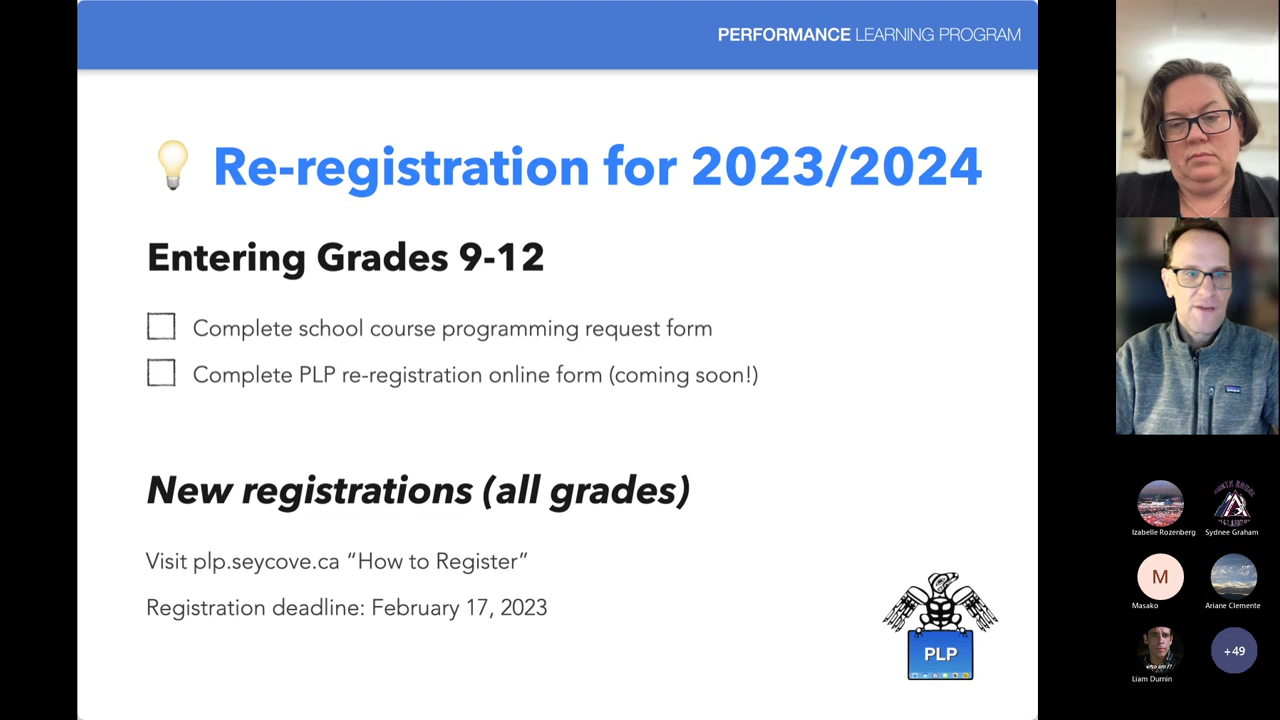 PERFORMANCE LEARNING PROGRAM
Re-registration for 2023/2024
Entering Grades 9-12
Complete school course programming request form
Complete PLP re-registration online form (coming soon!)
New registrations (all grades)
Visit plp.seycove.ca “How to Register”
Registration deadline: February 17, 2023
PLP
Izabelle Rozenberg
Sydnee Graham
M
Masako
Ariane Clemente
who am i?
Liam Durnin
+49